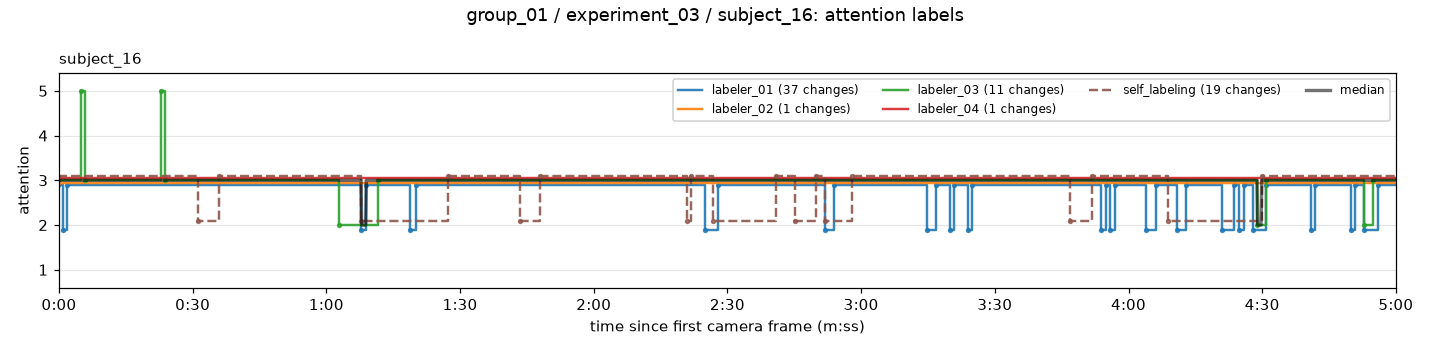 group_01 / experiment_03 / subject_16: attention labels
subject_16
labeler_01 (37 changes)
labeler_02 (1 changes)
labeler_03 (11 changes)
labeler_04 (1 changes)
self_labeling (19 changes)
median
attention
5
4
3
2
1
0:00 0:30 1:00 1:30 2:00 2:30 3:00 3:30 4:00 4:30 5:00
time since first camera frame (m:ss)